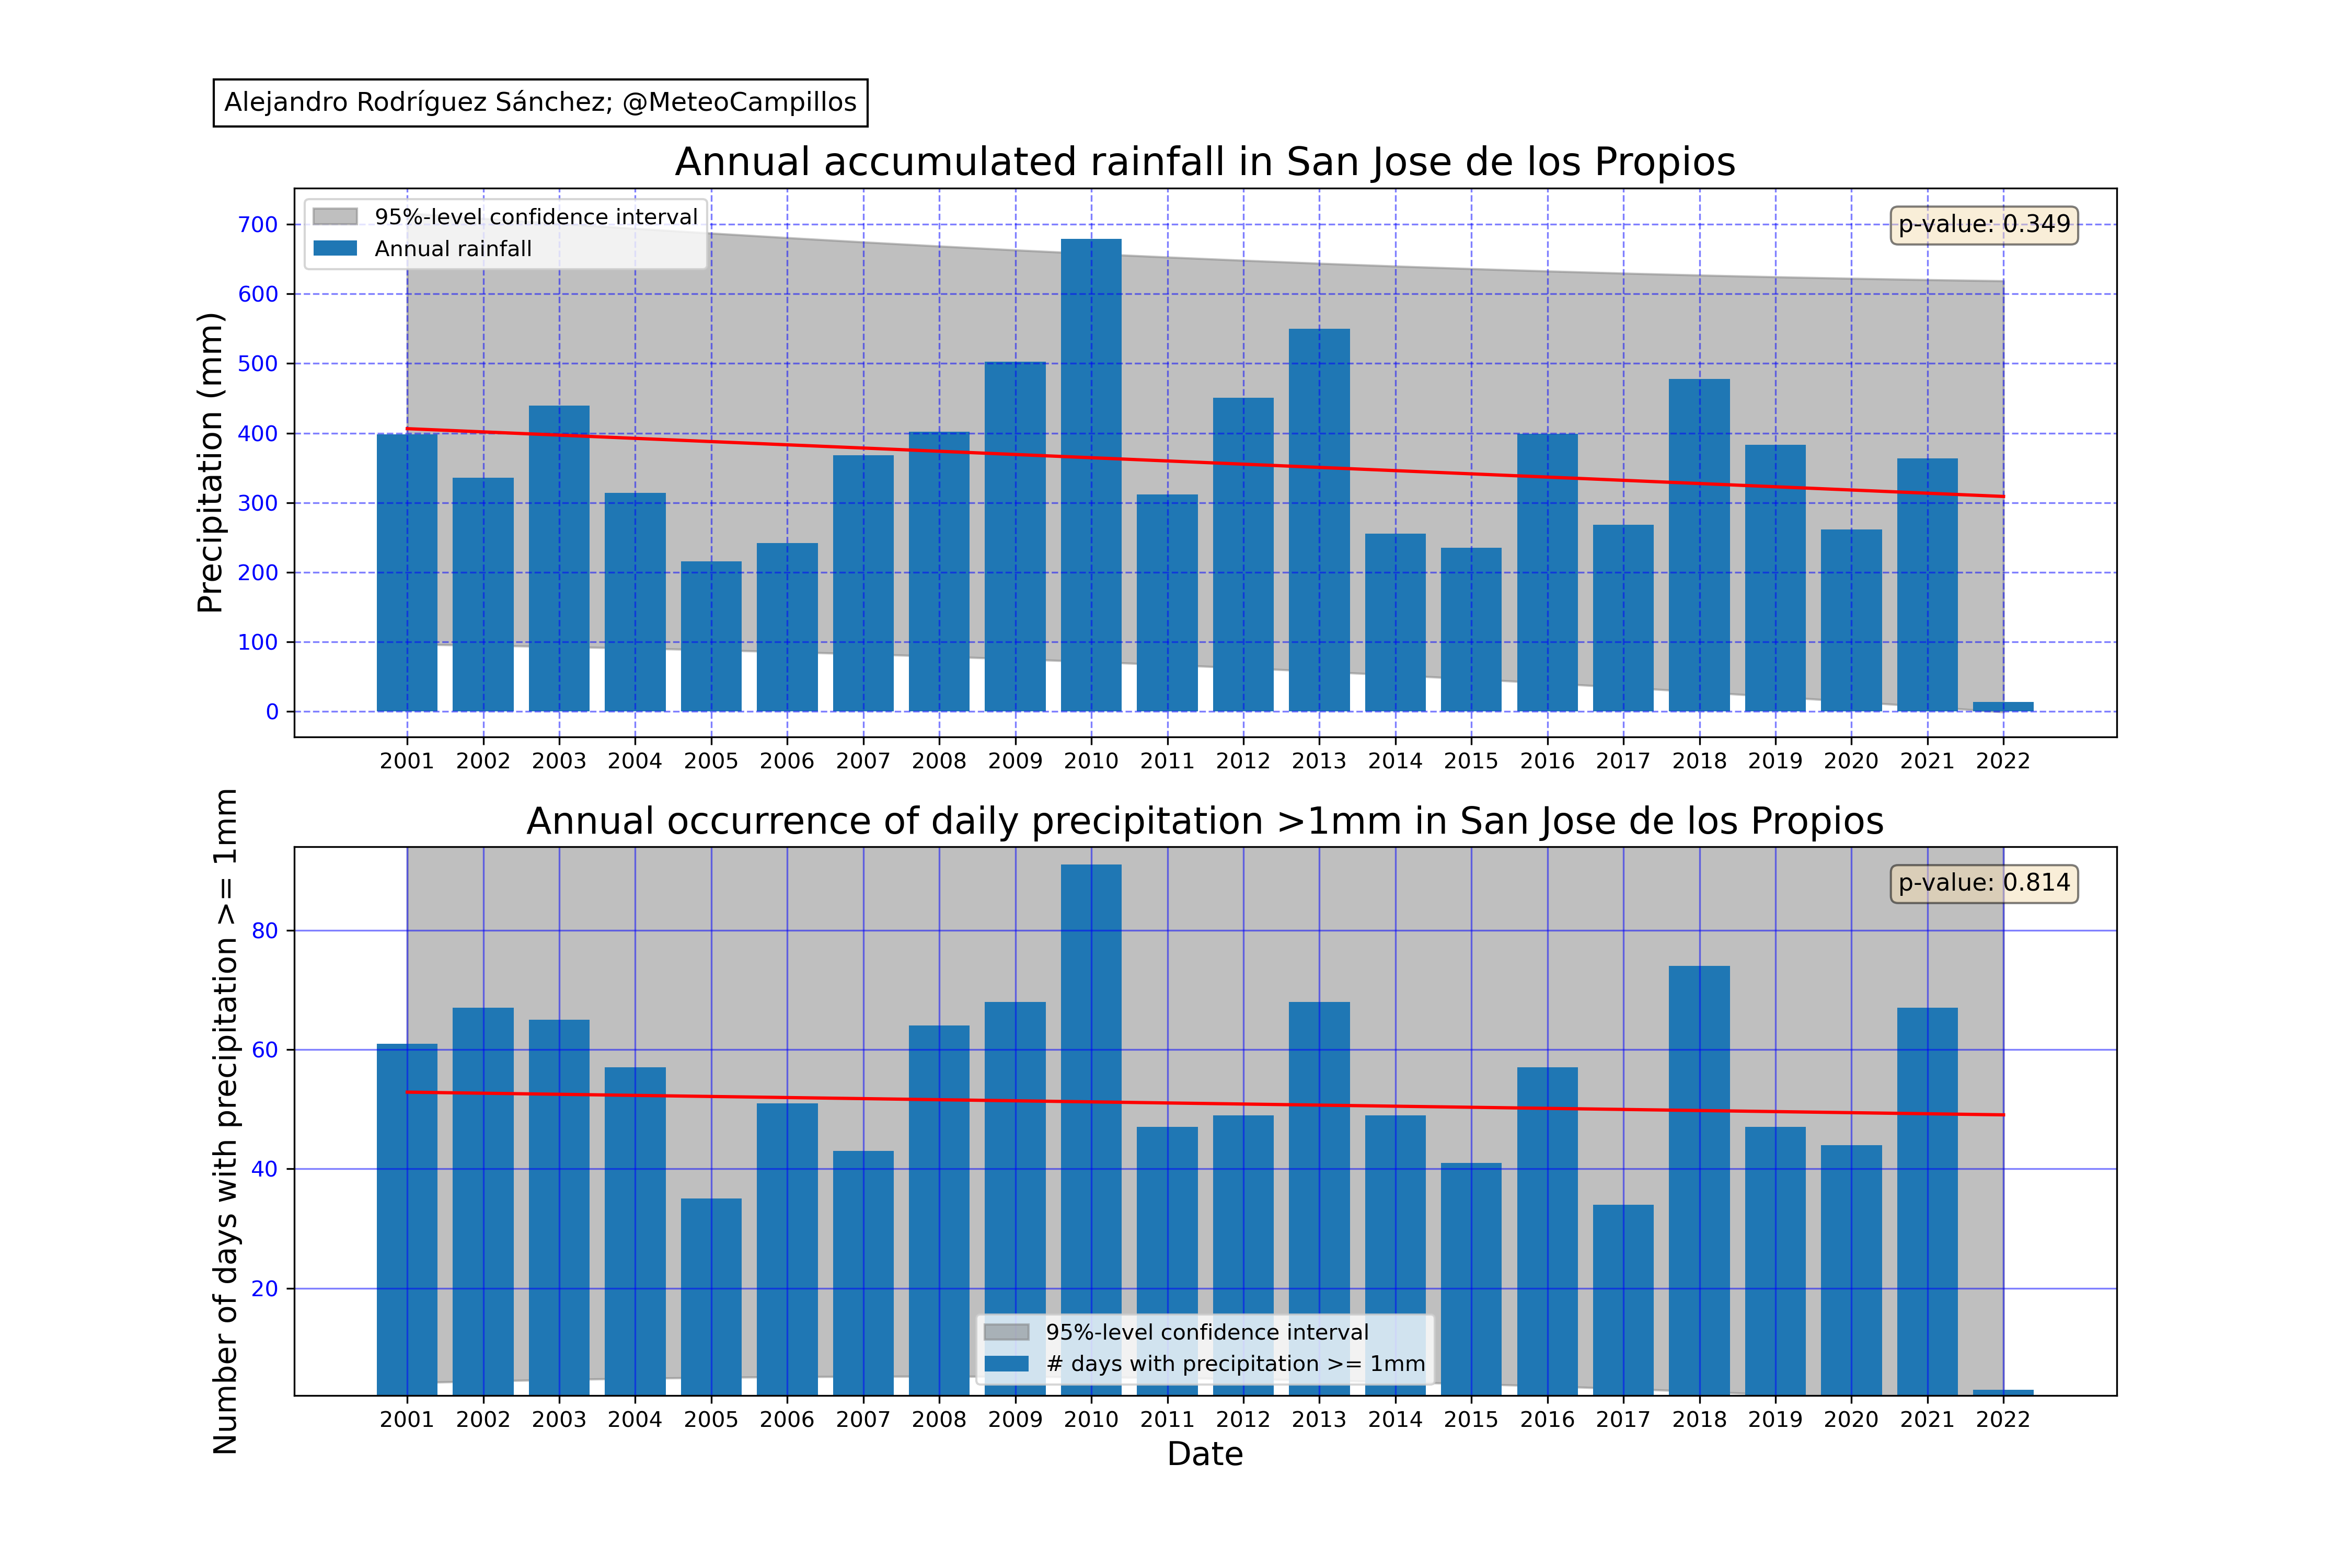 Alejandro Rodríguez Sánchez; @MeteoCampillos
Annual accumulated rainfall in San Jose de los Propios
95%-level confidence interval
Annual rainfall
p-value: 0.349
Precipitation (mm)
700
600
500
400
300
200
100
0
2001 2002 2003 2004 2005 2006 2007 2008 2009 2010 2011 2012 2013 2014 2015 2016 2017 2018 2019 2020 2021 2022
Annual occurrence of daily precipitation >1mm in San Jose de los Propios
p-value: 0.814
Number of days with precipitation >= 1mm
80
60
40
20
95%-level confidence interval
# days with precipitation >= 1mm
2001 2002 2003 2004 2005 2006 2007 2008 2009 2010 2011 2012 2013 2014 2015 2016 2017 2018 2019 2020 2021 2022
Date